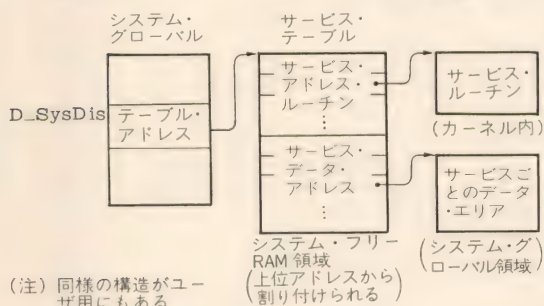 システム・
グローバル
D_SysDis
テーブル・
アドレス
サービス・
テーブル
サービス・
アドレス・
ルーチン
⋮
サービス・
データ・
アドレス
⋮
システム・フリー
RAM 領域
(上位アドレスから
割り付けられる)
サービス・
ルーチン
(カーネル内)
サービスご
とのデータ
・エリア
(システム・グ
ローバル領域)
(注) 同様の構造がユー
ザ用にもある